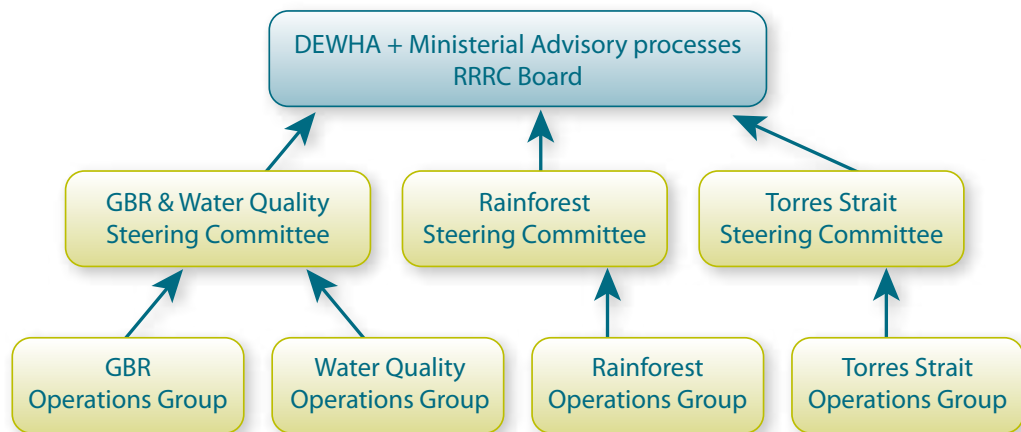 DEWHA + Ministerial Advisory processes
RRRC Board
GBR & Water Quality
Steering Committee
Rainforest
Steering Committee
Torres Strait
Steering Committee
GBR
Operations Group
Water Quality
Operations Group
Rainforest
Operations Group
Torres Strait
Operations Group